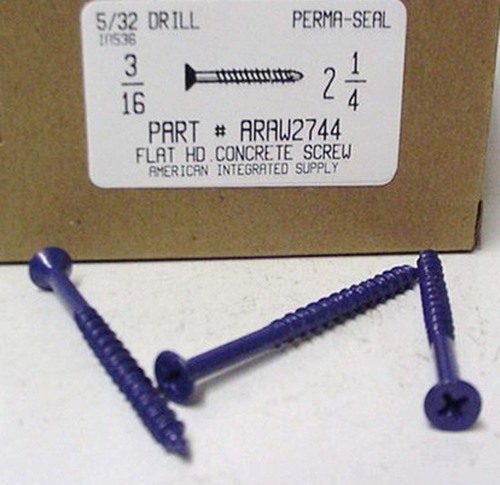 5/32 DRILL PERMA-SEAL
3/16 2 1/4
PART # ARAW2744
FLAT HD.CONCRETE SCREW
AMERICAN INTEGRATED SUPPLY